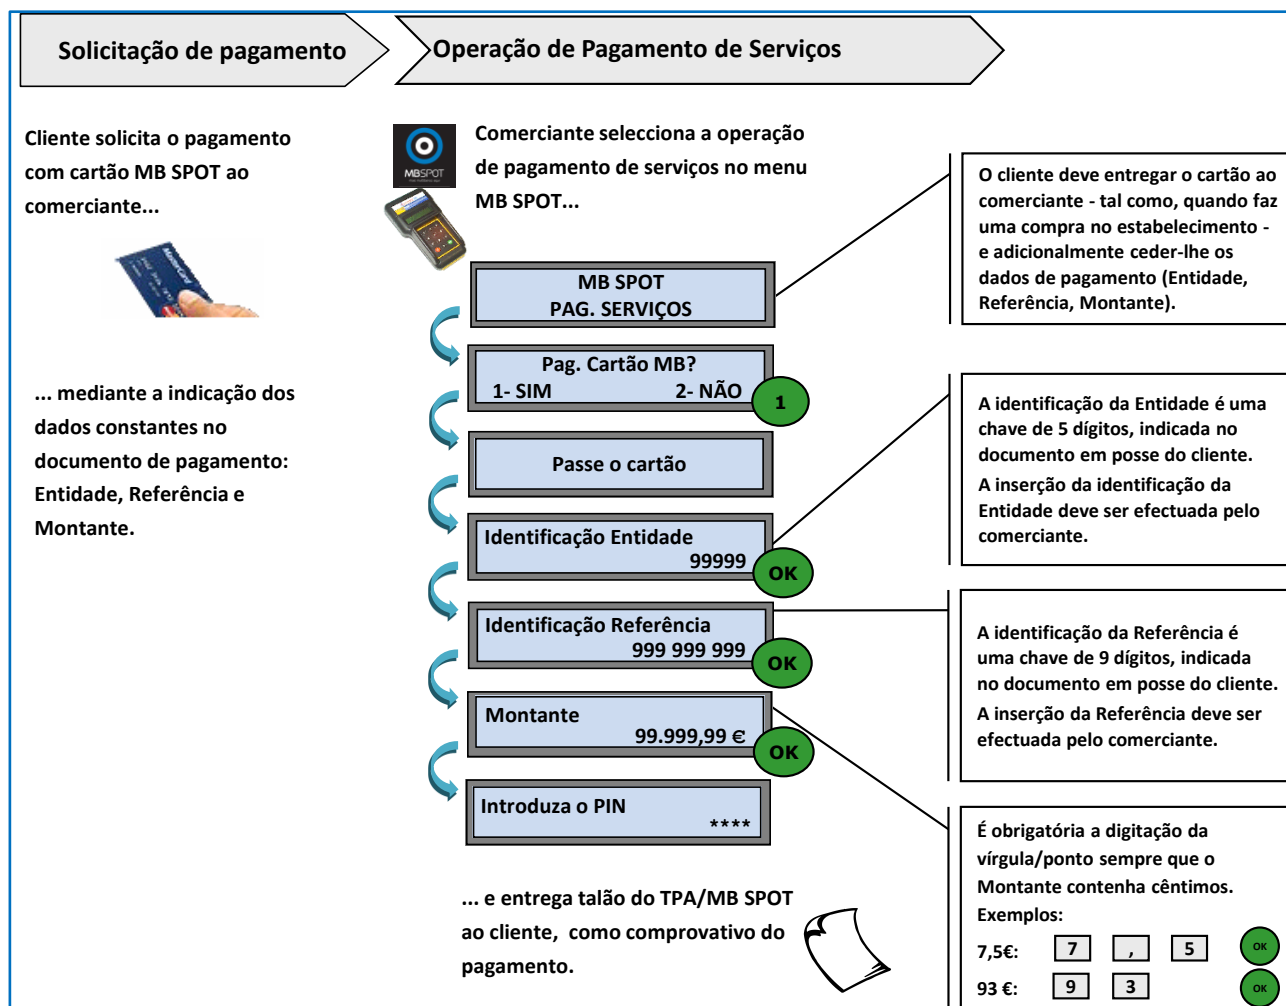 Solicitação de pagamento
Operação de Pagamento de Serviços
Cliente solicita o pagamento
com cartão MB SPOT ao
comerciante...
MasterCard
... mediante a indicação dos
dados constantes no
documento de pagamento:
Entidade, Referência e
Montante.
MBSPOT
Comerciante selecciona a operação
de pagamento de serviços no menu
MB SPOT...
MB SPOT
PAG. SERVIÇOS
Pag. Cartão MB?
1- SIM 2- NÃO
1
Passe o cartão
Identificação Entidade
99999
OK
Identificação Referência
999 999 999
OK
Montante
99.999,99 €
OK
Introduza o PIN
****
... e entrega talão do TPA/MB SPOT
ao cliente, como comprovativo do
pagamento.
O cliente deve entregar o cartão ao
comerciante - tal como, quando faz
uma compra no estabelecimento -
e adicionalmente ceder-lhe os
dados de pagamento (Entidade,
Referência, Montante).
A identificação da Entidade é uma
chave de 5 dígitos, indicada no
documento em posse do cliente.
A inserção da identificação da
Entidade deve ser efectuada pelo
comerciante.
A identificação da Referência é
uma chave de 9 dígitos, indicada
no documento em posse do cliente.
A inserção da Referência deve ser
efectuada pelo comerciante.
É obrigatória a digitação da
vírgula/ponto sempre que o
Montante contenha cêntimos.
Exemplos:
7,5€: 7 , 5 OK
93 €: 9 3 OK